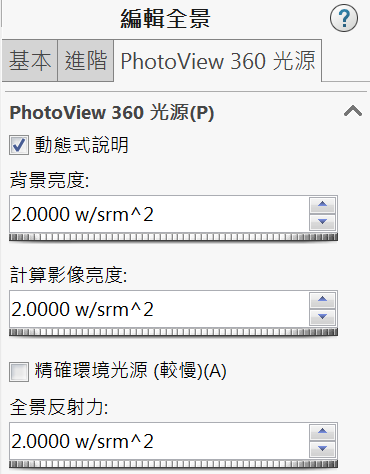 編輯全景
?
基本 進階 PhotoView 360 光源
PhotoView 360 光源(P)
動態式說明
背景亮度:
2.0000 w/srm^2
計算影像亮度:
2.0000 w/srm^2
精確環境光源 (較慢)(A)
全景反射力:
2.0000 w/srm^2